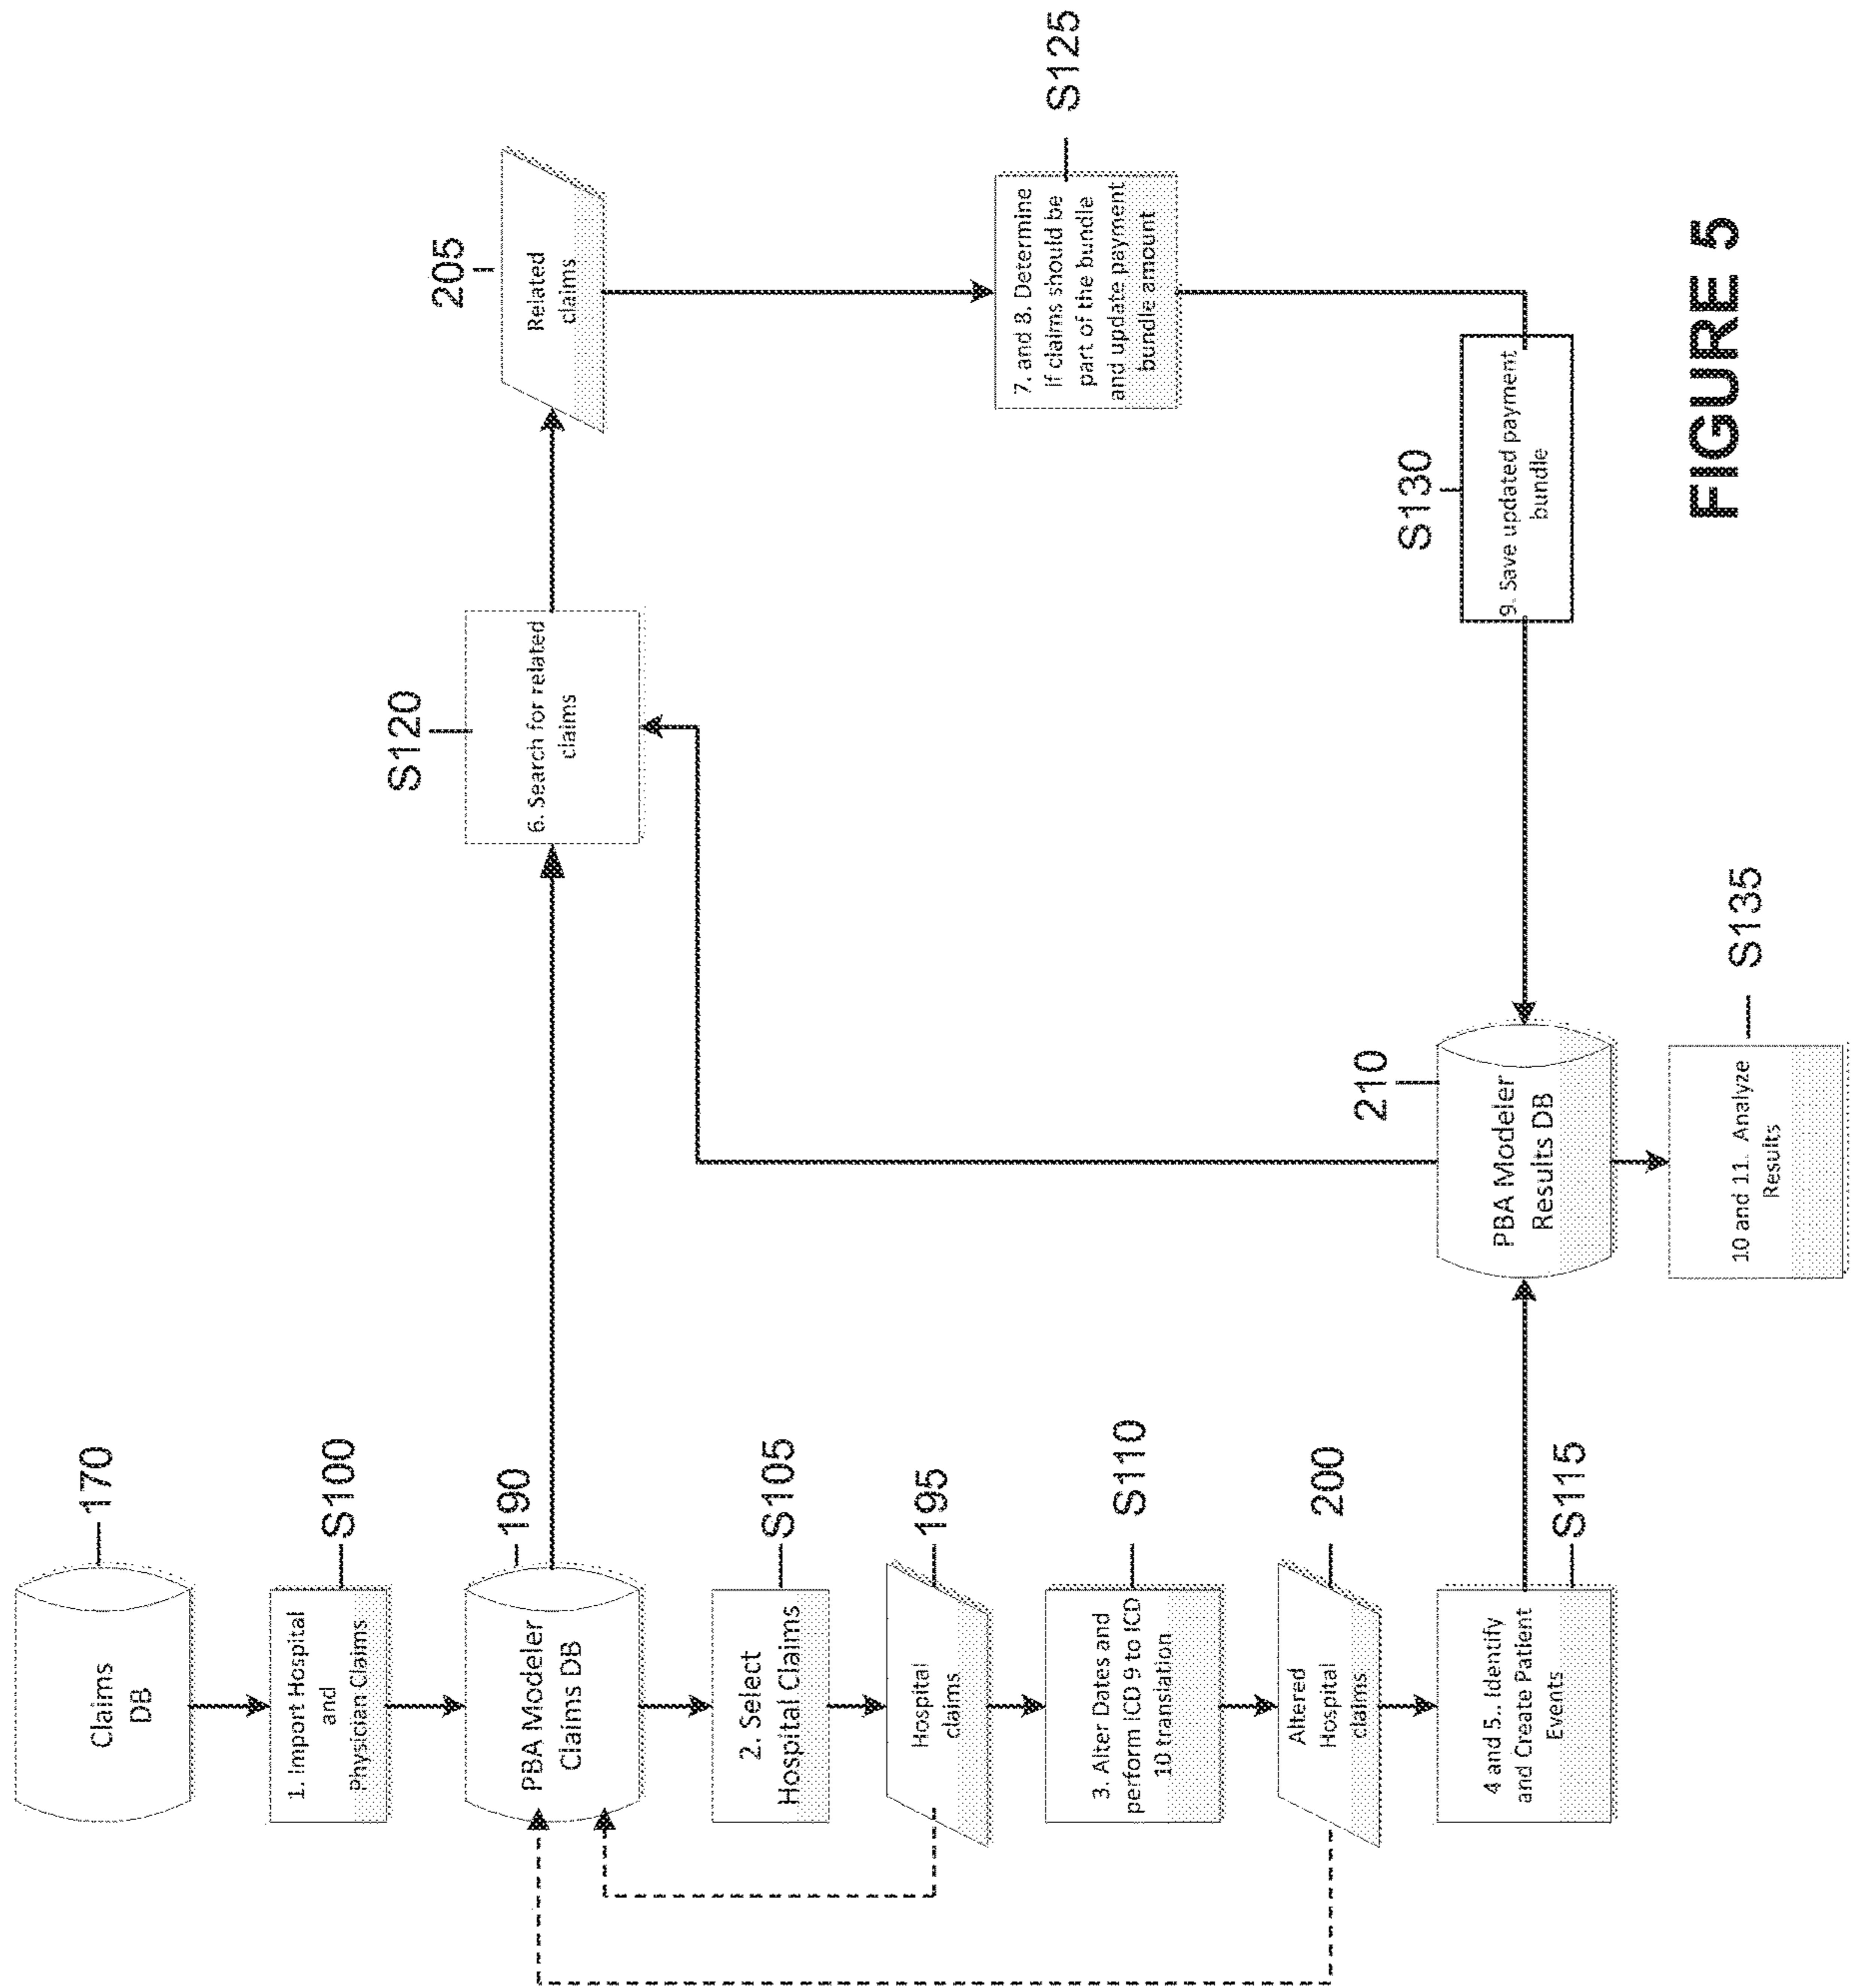 Claims
DB
170
1. Import Hospital
and
Physician Claims
S100
PBA Modeler
Claims DB
190
2. Select
Hospital Claims
S105
Hospital
claims
195
3. Alter Dates and
perform ICD 9 to ICD
10 translation
S110
Altered
Hospital
claims
200
4 and 5.. Identify
and Create Patient
Events
S115
PBA Modeler
Results DB
210
10 and 11. Analyze
Results
S135
S120
6. Search for related
claims
205
Related
claims
7. and 8. Determine
if claims should be
part of the bundle
and update payment
bundle amount
S125
S130
9. Save updated payment
bundle
FIGURE 5